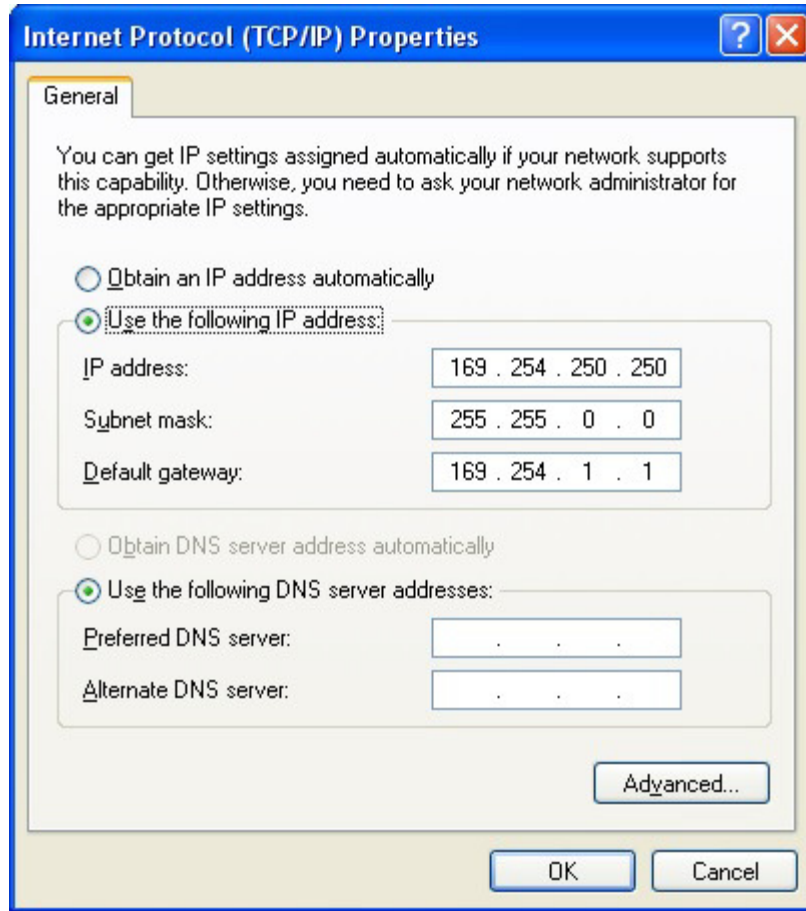 Internet Protocol (TCP/IP) Properties
General
You can get IP settings assigned automatically if your network supports
this capability. Otherwise, you need to ask your network administrator for
the appropriate IP settings.
Obtain an IP address automatically
Use the following IP address:
IP address: 169 . 254 . 250 . 250
Subnet mask: 255 . 255 . 0 . 0
Default gateway: 169 . 254 . 1 . 1
Obtain DNS server address automatically
Use the following DNS server addresses:
Preferred DNS server: . . .
Alternate DNS server: . . .
Advanced...
OK Cancel